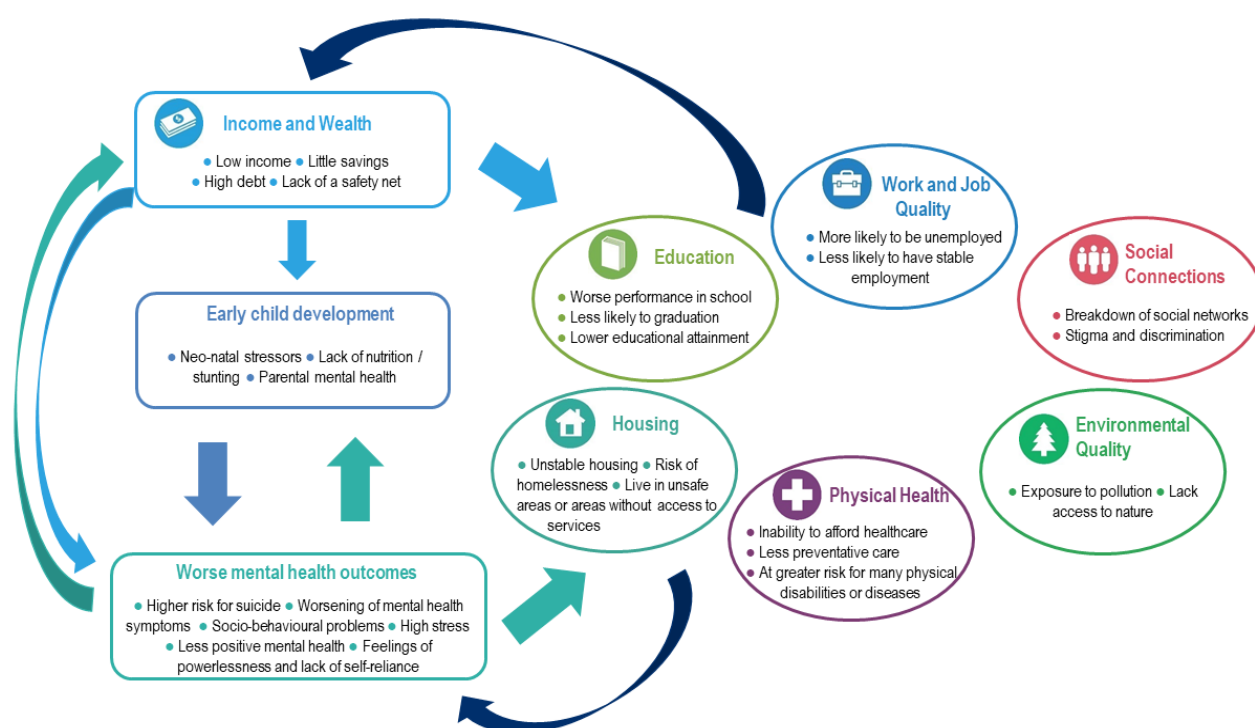 Income and Wealth
● Low income ● Little savings
● High debt ● Lack of a safety net
Early child development
● Neo-natal stressors ● Lack of nutrition /
stunting ● Parental mental health
Worse mental health outcomes
● Higher risk for suicide ● Worsening of mental health
symptoms ● Socio-behavioural problems ● High stress
● Less positive mental health ● Feelings of
powerlessness and lack of self-reliance
Education
● Worse performance in school
● Less likely to graduation
● Lower educational attainment
Work and Job
Quality
● More likely to be unemployed
● Less likely to have stable
employment
Social
Connections
● Breakdown of social networks
● Stigma and discrimination
Housing
● Unstable housing ● Risk of
homelessness ● Live in unsafe
areas or areas without access to
services
Physical Health
● Inability to afford healthcare
● Less preventative care
● At greater risk for many physical
disabilities or diseases
Environmental
Quality
● Exposure to pollution ● Lack
access to nature